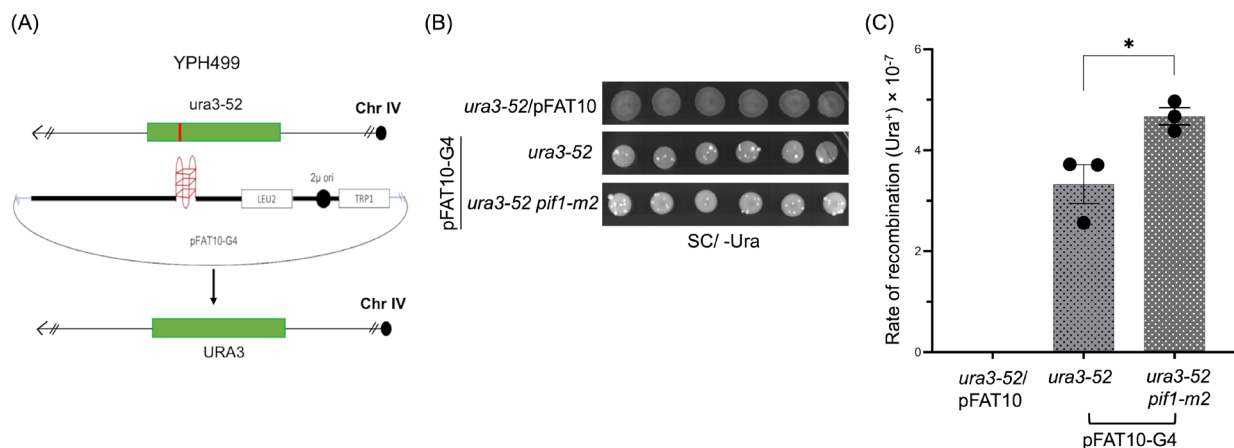 (A)
YPH499
ura3-52
Chr IV
2µ ori
LEU2
TRP1
pFAT10-G4
Chr IV
URA3
(B)
ura3-52/pFAT10
ura3-52
ura3-52 pif1-m2
pFAT10-G4
SC/ -Ura
(C)
Rate of recombination (Ura⁺) × 10⁻⁷
6
4
2
0
*
ura3-52/
pFAT10
ura3-52
ura3-52
pif1-m2
pFAT10-G4